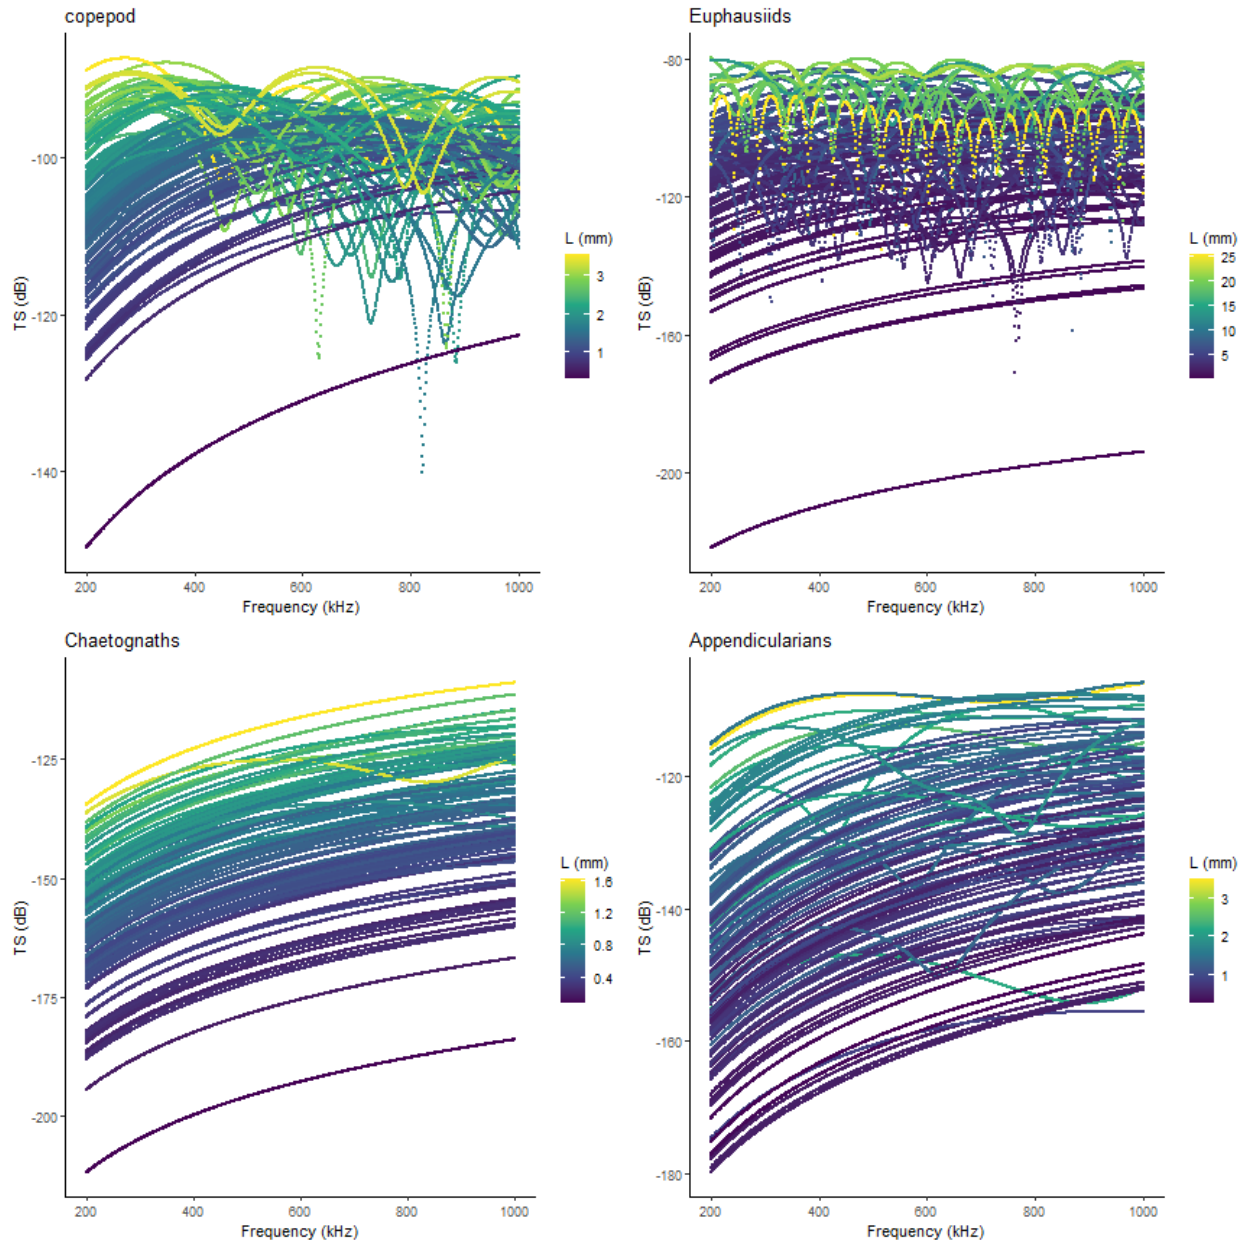 copepod
TS (dB)
-100
-120
-140
200 400 600 800 1000
Frequency (kHz)
L (mm)
3
2
1
Euphausiids
TS (dB)
-80
-120
-160
-200
200 400 600 800 1000
Frequency (kHz)
L (mm)
25
20
15
10
5
Chaetognaths
TS (dB)
-125
-150
-175
-200
200 400 600 800 1000
Frequency (kHz)
L (mm)
1.6
1.2
0.8
0.4
Appendicularians
TS (dB)
-120
-140
-160
-180
200 400 600 800 1000
Frequency (kHz)
L (mm)
3
2
1